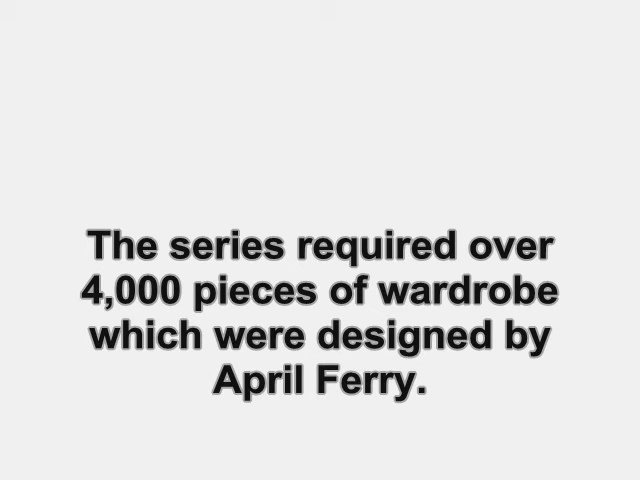 The series required over
4,000 pieces of wardrobe
which were designed by
April Ferry.